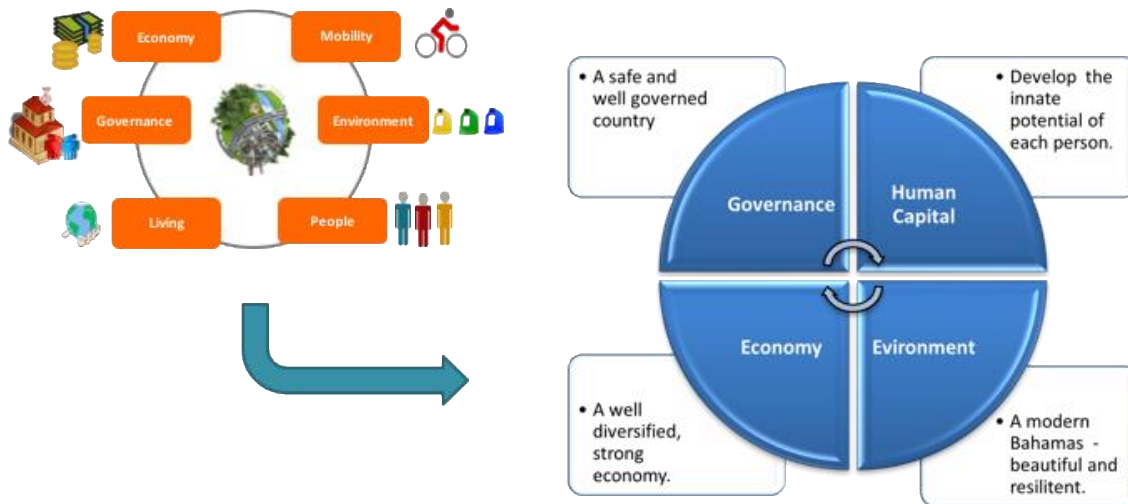 Economy
Mobility
Governance
Environment
Living
People
• A safe and
well governed
country
• Develop the
innate
potential of
each person.
Governance
Human
Capital
Economy
Evironment
• A well
diversified,
strong
economy.
• A modern
Bahamas -
beautiful and
resilitent.